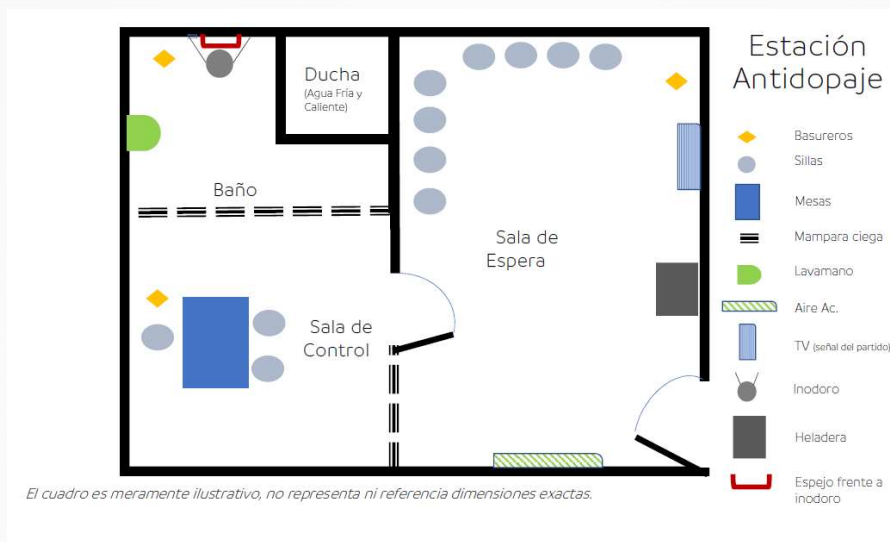 Estación
Antidopaje
Ducha
(Agua Fría y
Caliente)
Baño
Sala de
Espera
Sala de
Control
Basureros
Sillas
Mesas
Mampara ciega
Lavamano
Aire Ac.
TV (señal del partido)
Inodoro
Heladera
Espejo frente a
inodoro
El cuadro es meramente ilustrativo, no representa ni referencia dimensiones exactas.